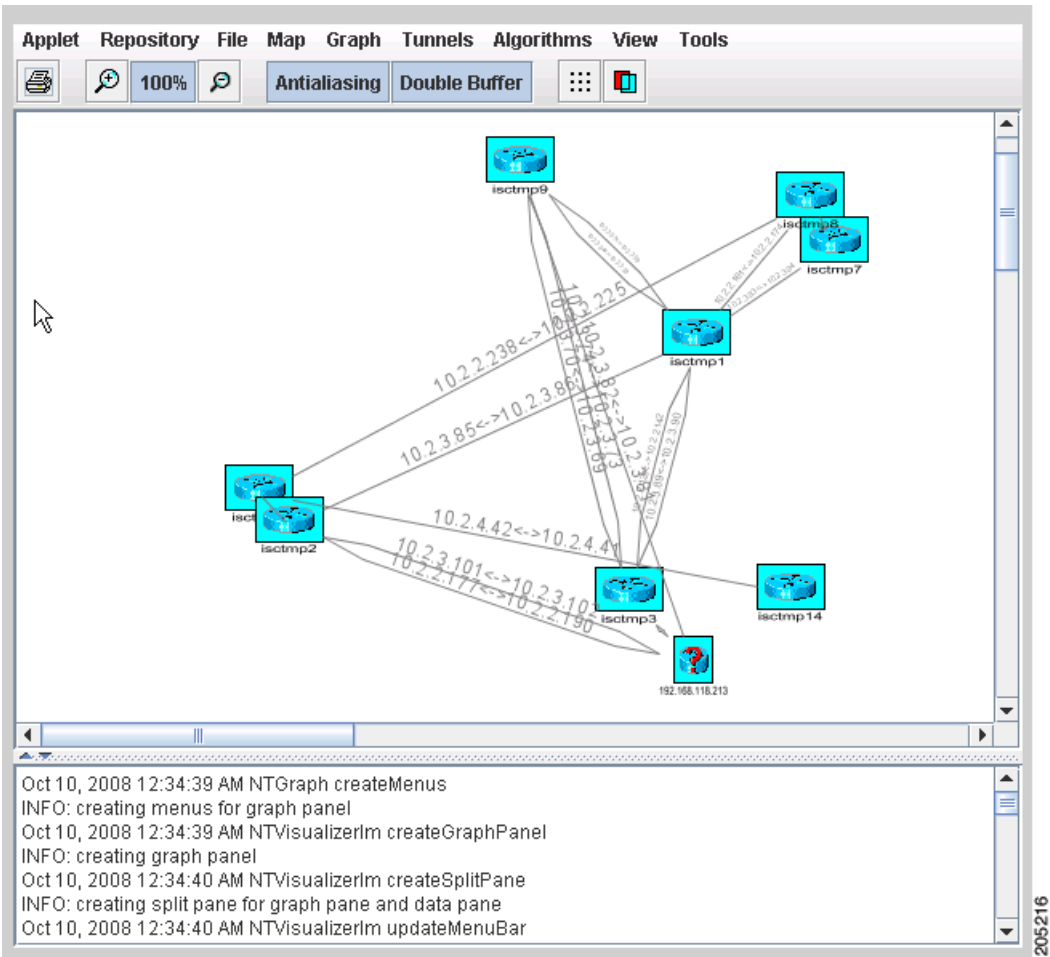 Applet Repository File Map Graph Tunnels Algorithms View Tools
100% Antialiasing Double Buffer
isctmp9
isctmp8
isctmp7
isctmp1
10.2.2.238<->10.2.2.225
10.2.3.85<->10.2.3.86
isctmp2
10.2.4.42<->10.2.4.41
10.2.3.101<->10.2.3.102
10.2.2.177<->10.2.2.190
isctmp3
isctmp14
192.168.118.213
Oct 10, 2008 12:34:39 AM NTGraph createMenus
INFO: creating menus for graph panel
Oct 10, 2008 12:34:39 AM NTVisualizerIm createGraphPanel
INFO: creating graph panel
Oct 10, 2008 12:34:40 AM NTVisualizerIm createSplitPane
INFO: creating split pane for graph pane and data pane
Oct 10, 2008 12:34:40 AM NTVisualizerIm updateMenuBar
205216